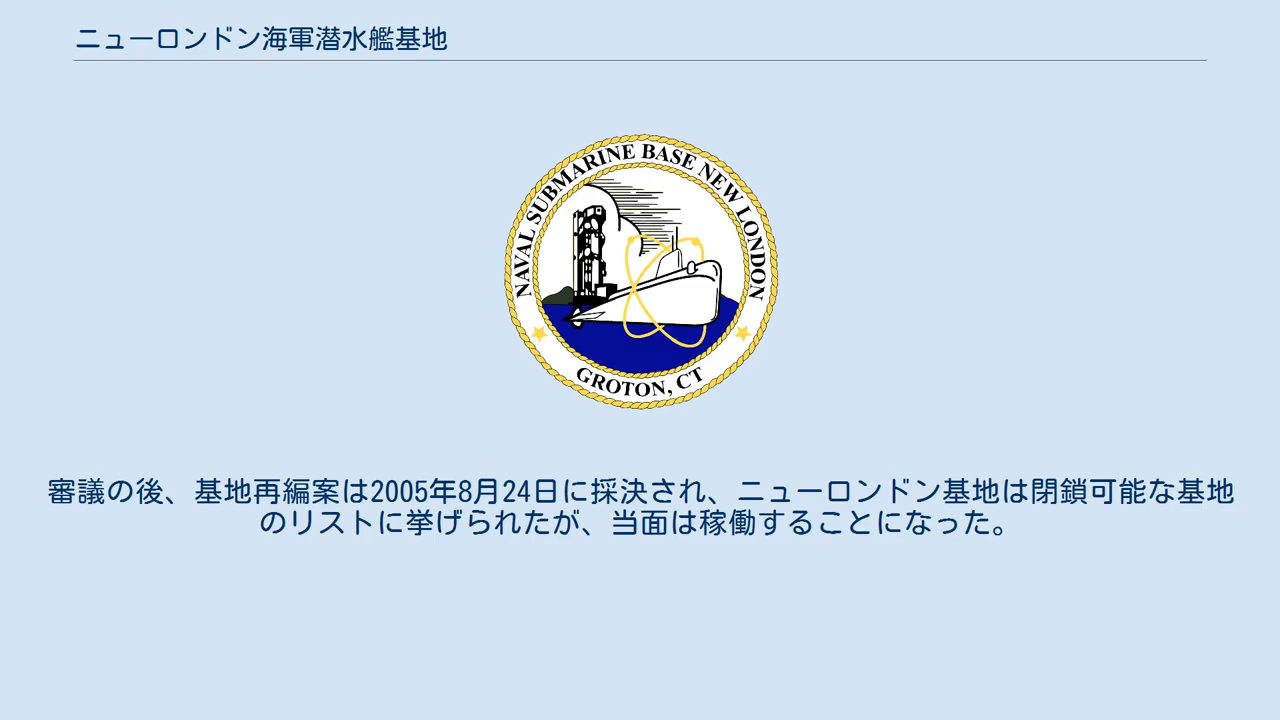 ニューロンドン海軍潜水艦基地
NAVAL SUBMARINE BASE NEW LONDON
GROTON, CT
審議の後、基地再編案は2005年8月24日に採決され、ニューロンドン基地は閉鎖可能な基地
のリストに挙げられたが、当面は稼働することになった。